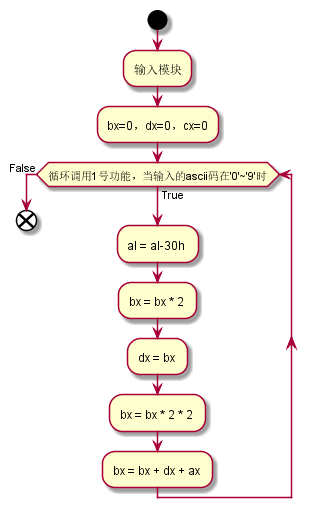 输入模块
bx=0，dx=0，cx=0
循环调用1号功能，当输入的ascii码在'0'~'9'时
False
True
al = al-30h
bx = bx * 2
dx = bx
bx = bx * 2 * 2
bx = bx + dx + ax